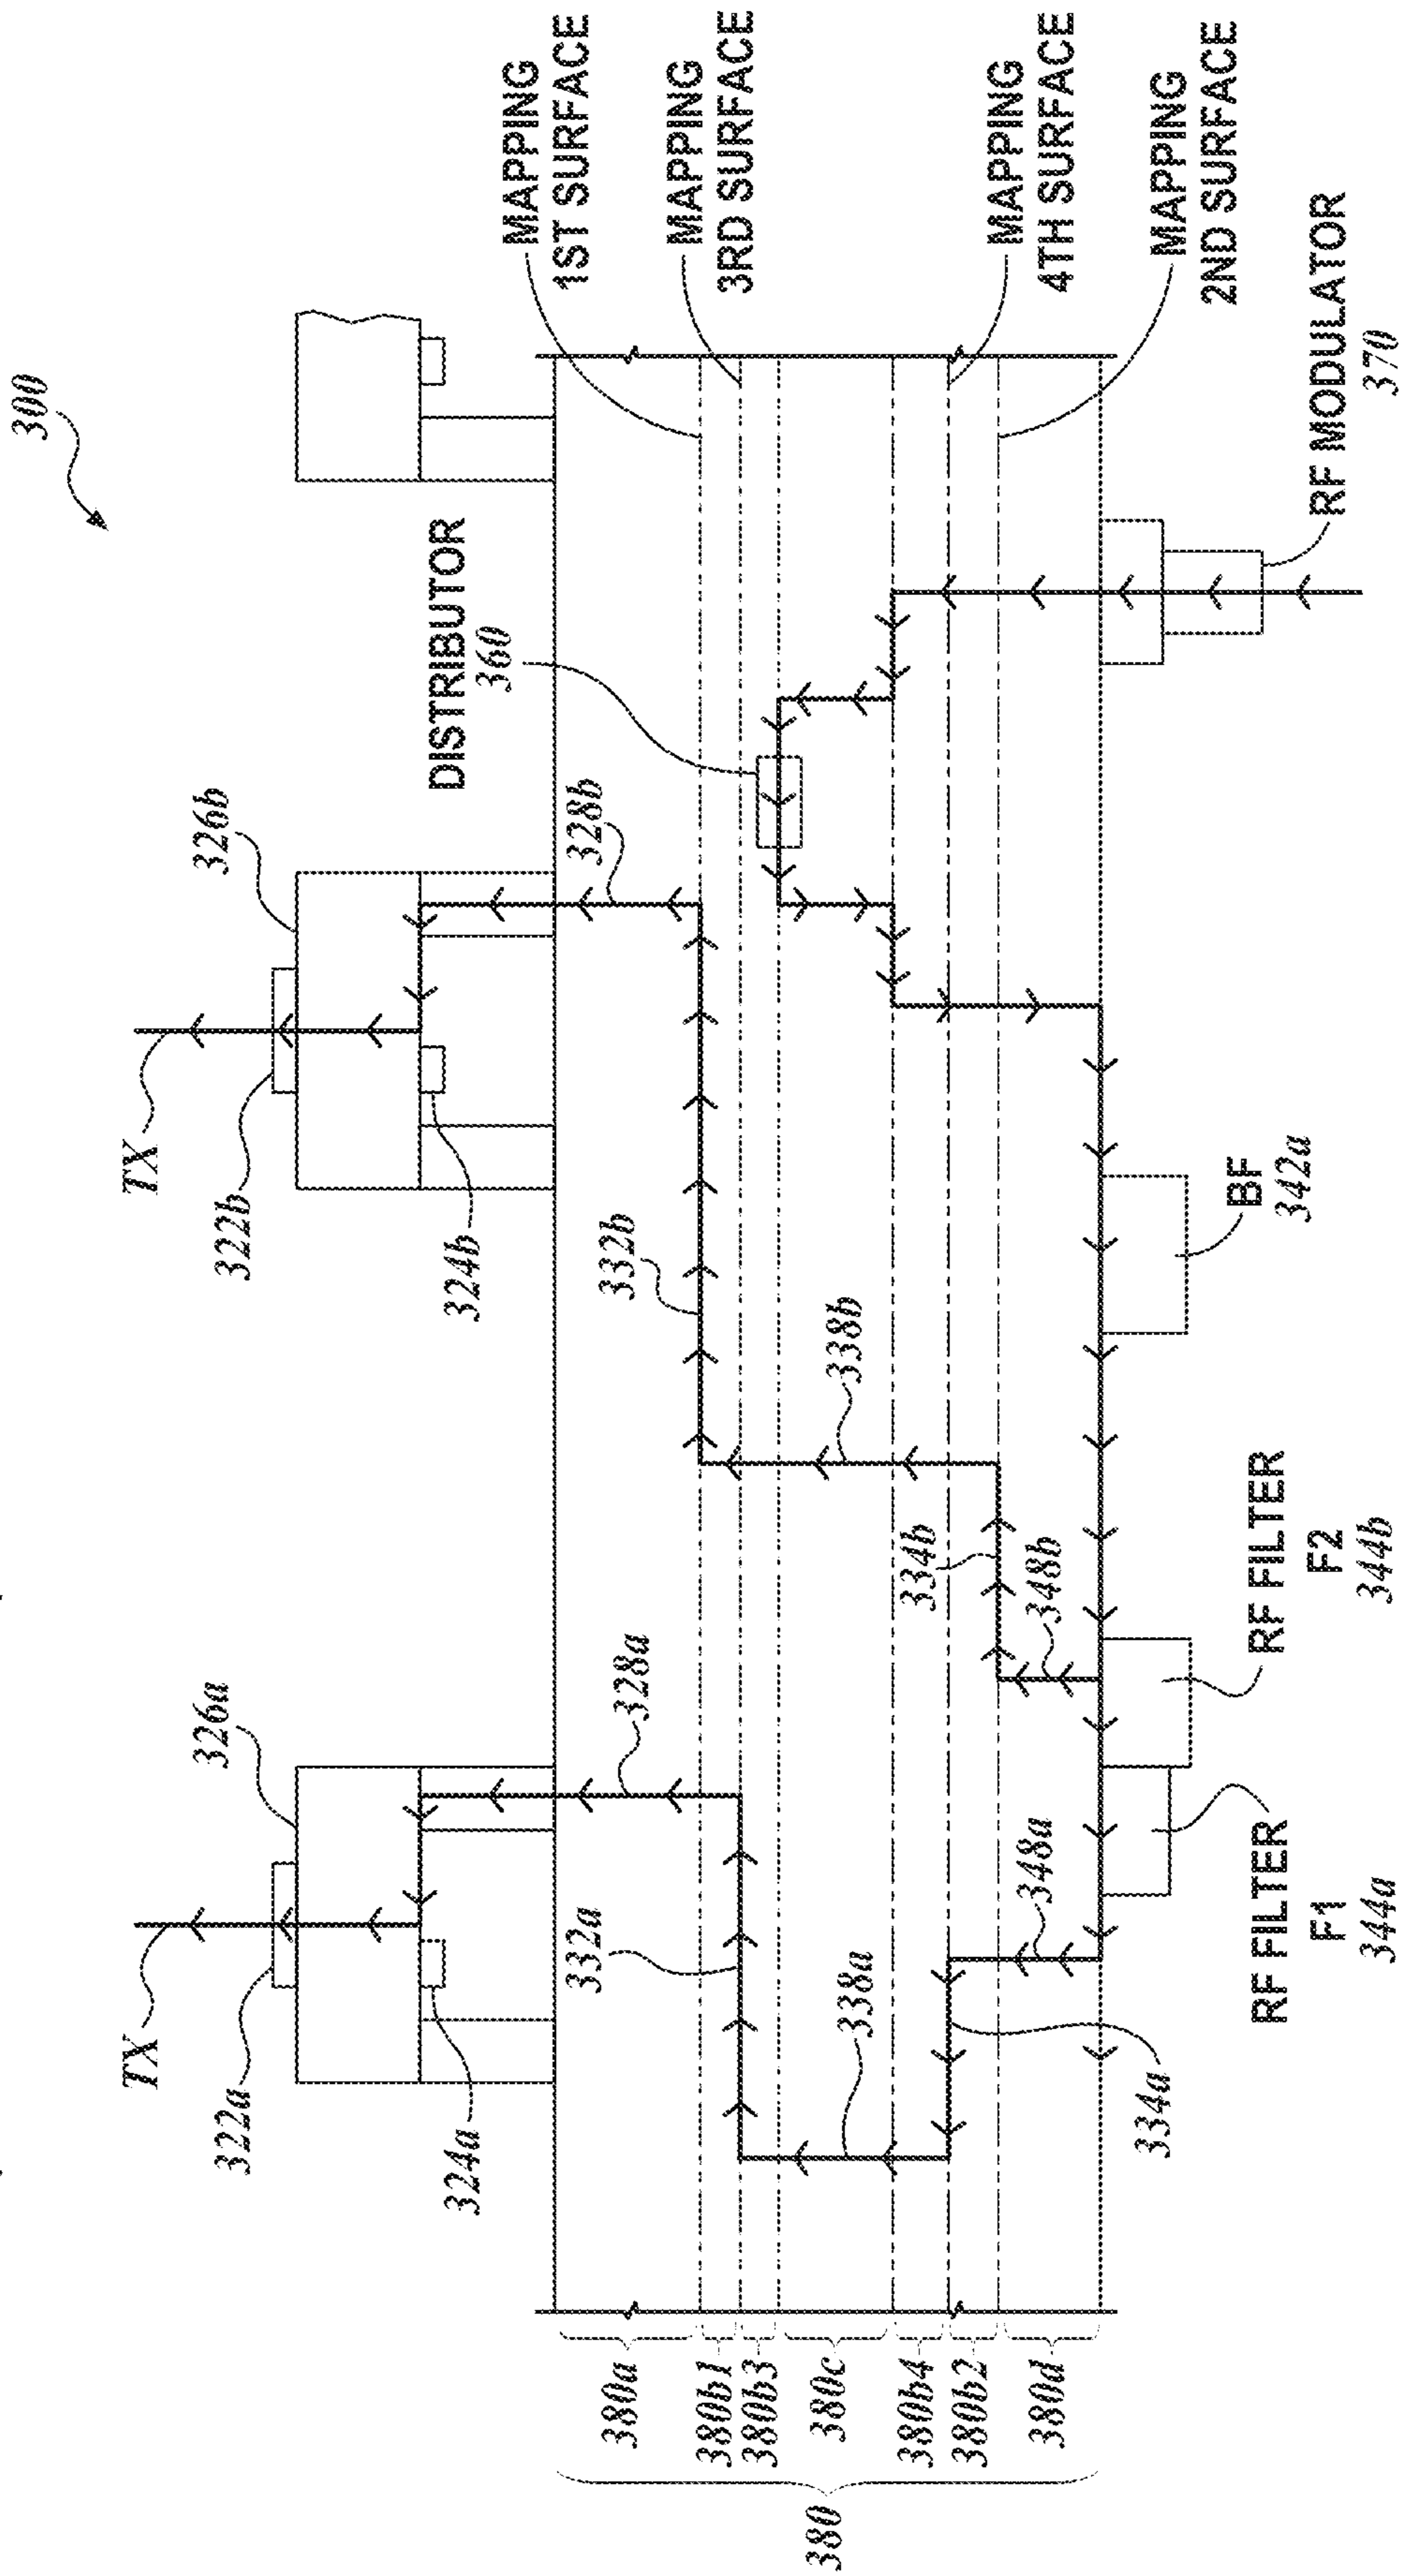 300
TX
322a
326a
324a
328a
TX
322b
326b
324b
328b
DISTRIBUTOR
360
MAPPING
1ST SURFACE
MAPPING
3RD SURFACE
MAPPING
4TH SURFACE
MAPPING
2ND SURFACE
332a
332b
338a
338b
334a
334b
348a
348b
380
380a
380b1
380b3
380c
380b4
380b2
380d
RF FILTER
F1
344a
RF FILTER
F2
344b
BF
342a
RF MODULATOR
370